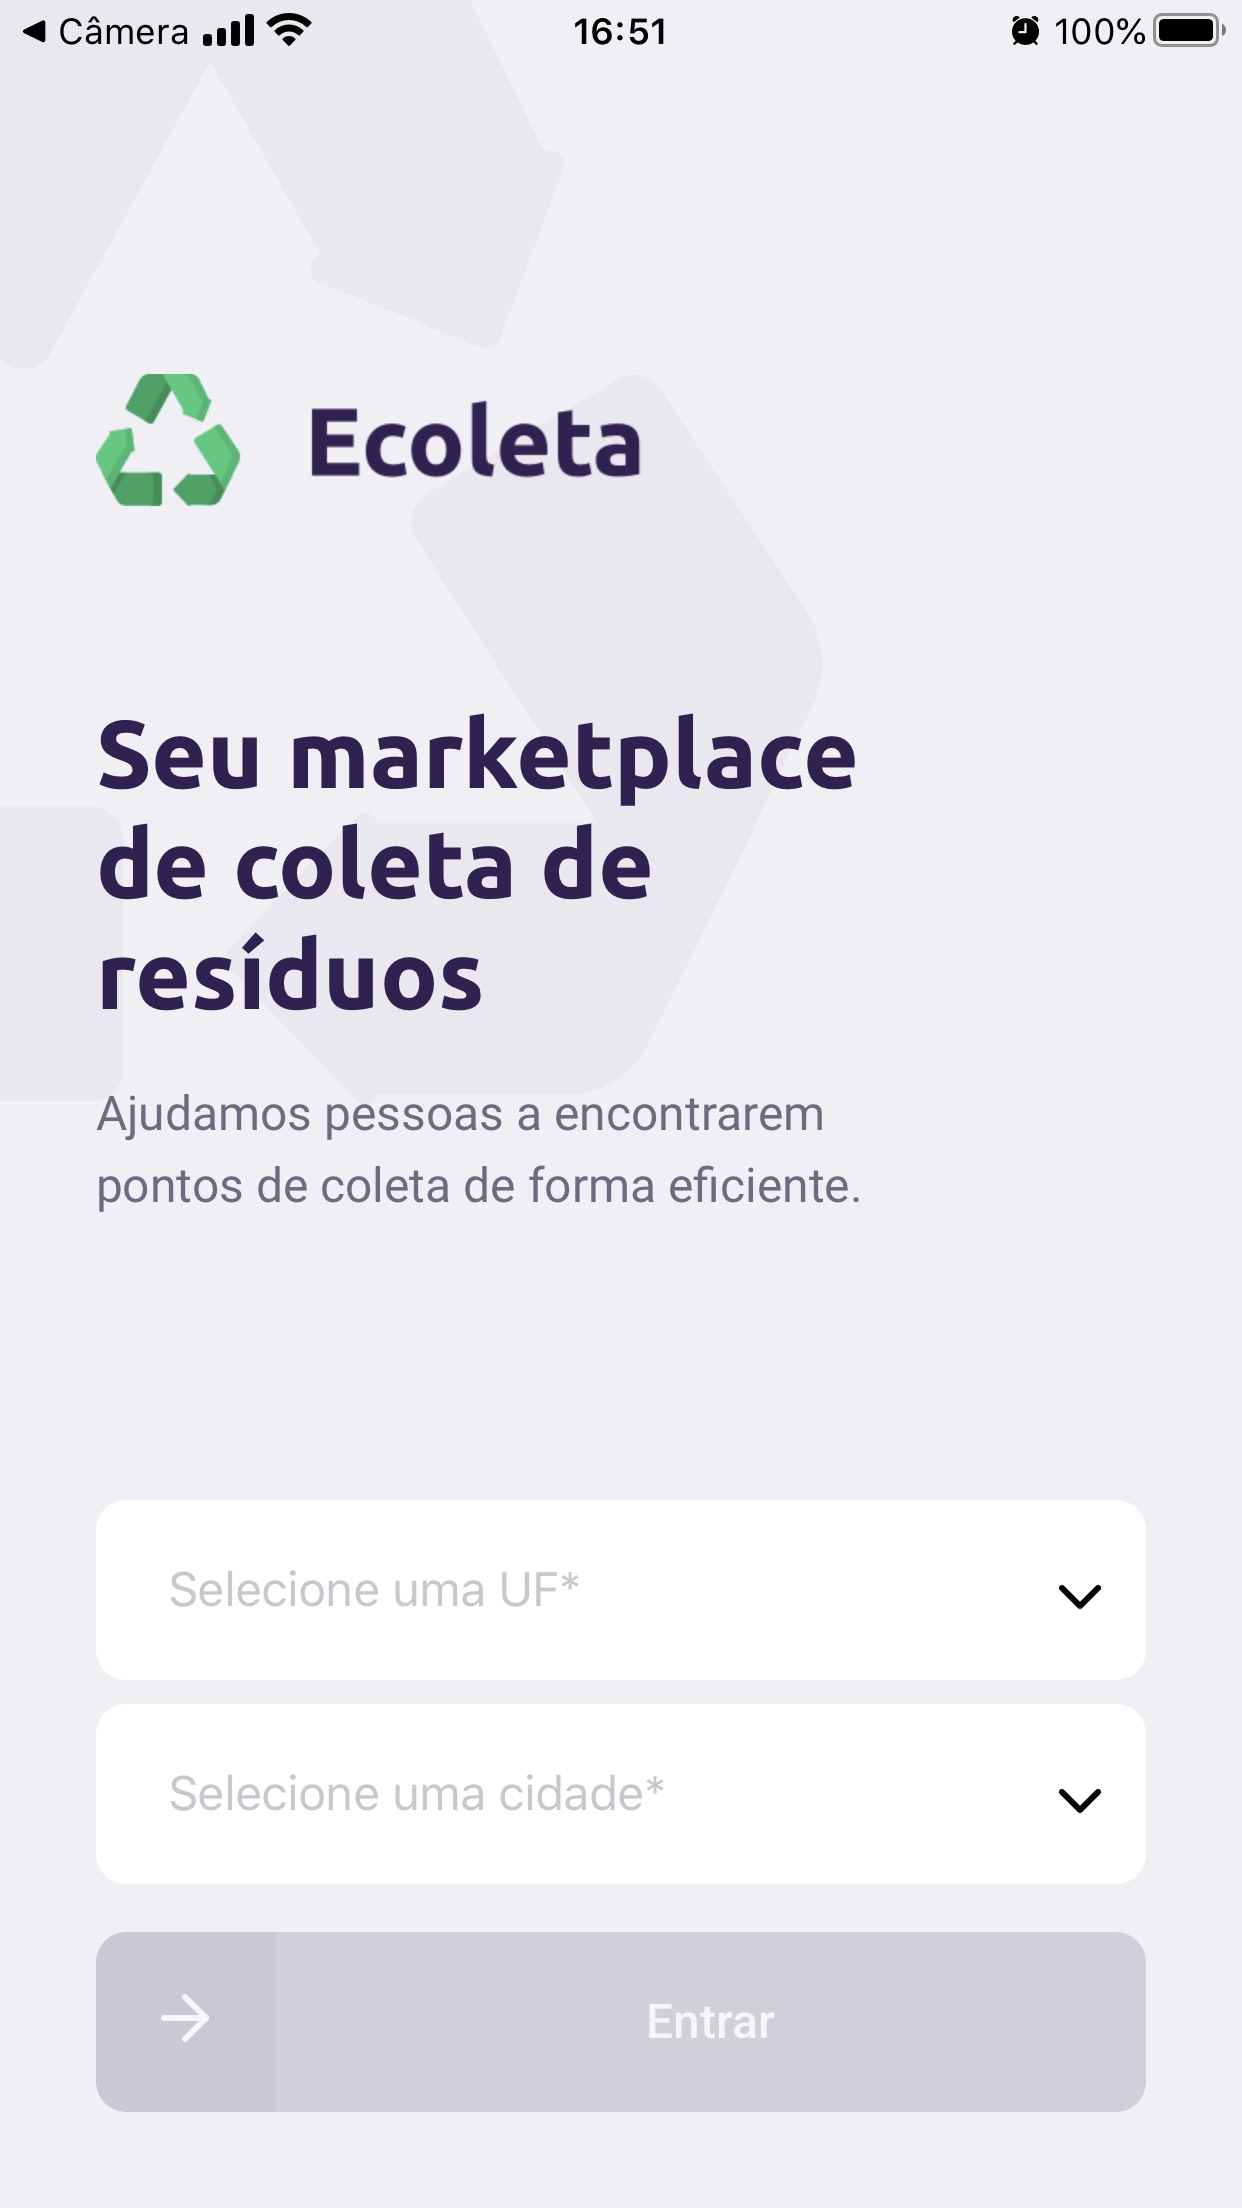 Câmera 16:51 100%
Ecoleta
Seu marketplace
de coleta de
resíduos
Ajudamos pessoas a encontrarem
pontos de coleta de forma eficiente.
Selecione uma UF*
Selecione uma cidade*
Entrar